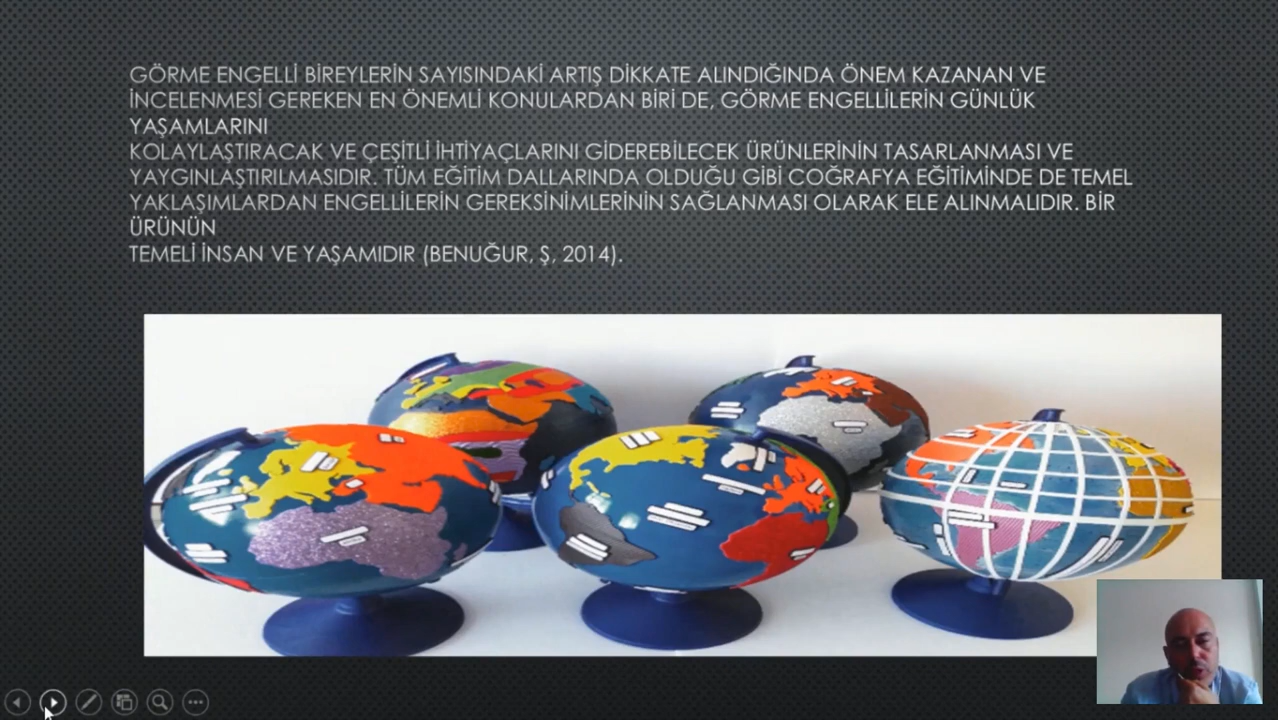 GÖRME ENGELLİ BİREYLERİN SAYISINDAKİ ARTIŞ DİKKATE ALINDIĞINDA ÖNEM KAZANAN VE
İNCELENMESİ GEREKEN EN ÖNEMLİ KONULARDAN BİRİ DE, GÖRME ENGELLİLERİN GÜNLÜK
YAŞAMLARINI
KOLAYLAŞTIRACAK VE ÇEŞİTLİ İHTİYAÇLARINI GİDEREBİLECEK ÜRÜNLERİNİN TASARLANMASI VE
YAYGINLAŞTIRILMASIDIR. TÜM EĞİTİM DALLARINDA OLDUĞU GİBİ COĞRAFYA EĞİTİMİNDE DE TEMEL
YAKLAŞIMLARDAN ENGELLİLERİN GEREKSİNİMLERİNİN SAĞLANMASI OLARAK ELE ALINMALIDIR. BİR
ÜRÜNÜN
TEMELİ İNSAN VE YAŞAMIDIR (BENUĞUR, Ş, 2014).